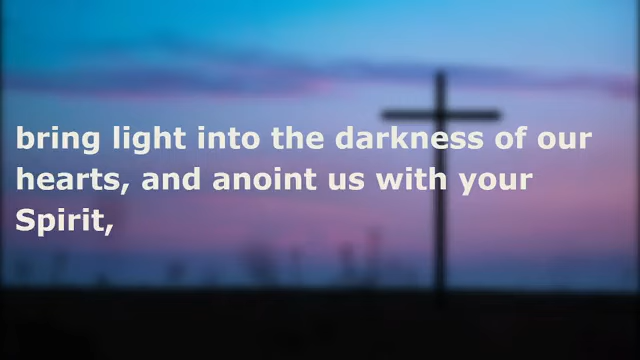 bring light into the darkness of our
hearts, and anoint us with your
Spirit,